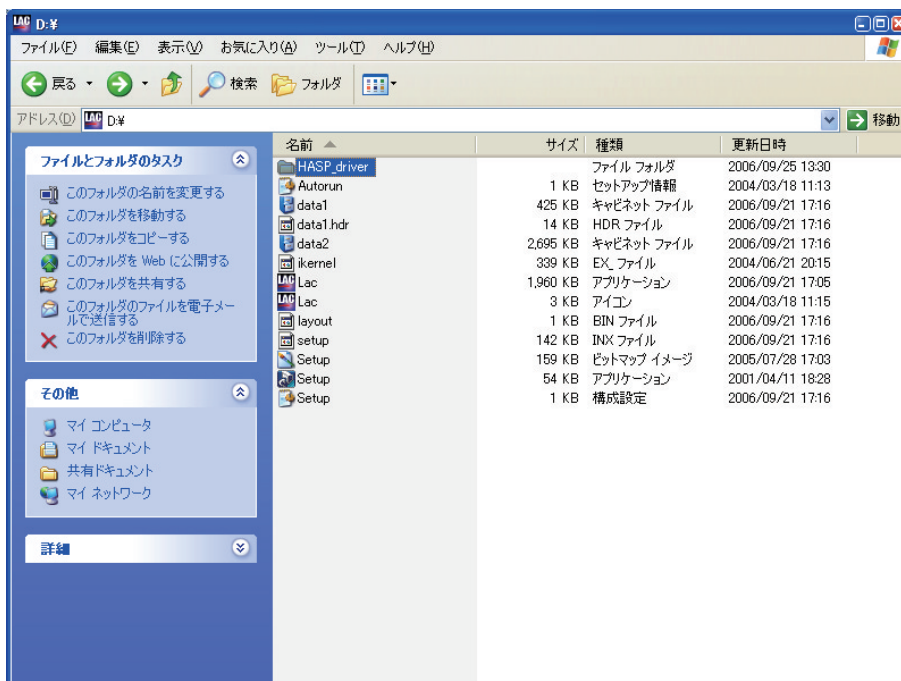 LAC D:¥
ファイル(F) 編集(E) 表示(V) お気に入り(A) ツール(T) ヘルプ(H)
戻る 検索 フォルダ
アドレス(D) LAC D:¥ 移動
ファイルとフォルダのタスク
このフォルダの名前を変更する
このフォルダを移動する
このフォルダをコピーする
このフォルダを Web に公開する
このフォルダを共有する
このフォルダのファイルを電子メールで送信する
このフォルダを削除する
その他
マイ コンピュータ
マイ ドキュメント
共有ドキュメント
マイ ネットワーク
詳細
名前 サイズ 種類 更新日時
HASP_driver ファイル フォルダ 2006/09/25 13:30
Autorun 1 KB セットアップ情報 2004/03/18 11:13
data1 425 KB キャビネット ファイル 2006/09/21 17:16
data1.hdr 14 KB HDR ファイル 2006/09/21 17:16
data2 2,695 KB キャビネット ファイル 2006/09/21 17:16
ikernel 339 KB EX_ ファイル 2004/06/21 20:15
LAC Lac 1,960 KB アプリケーション 2006/09/21 17:05
LAC Lac 3 KB アイコン 2004/03/18 11:15
layout 1 KB BIN ファイル 2006/09/21 17:16
setup 142 KB INX ファイル 2006/09/21 17:16
Setup 159 KB ビットマップ イメージ 2005/07/28 17:03
Setup 54 KB アプリケーション 2001/04/11 18:28
Setup 1 KB 構成設定 2006/09/21 17:16